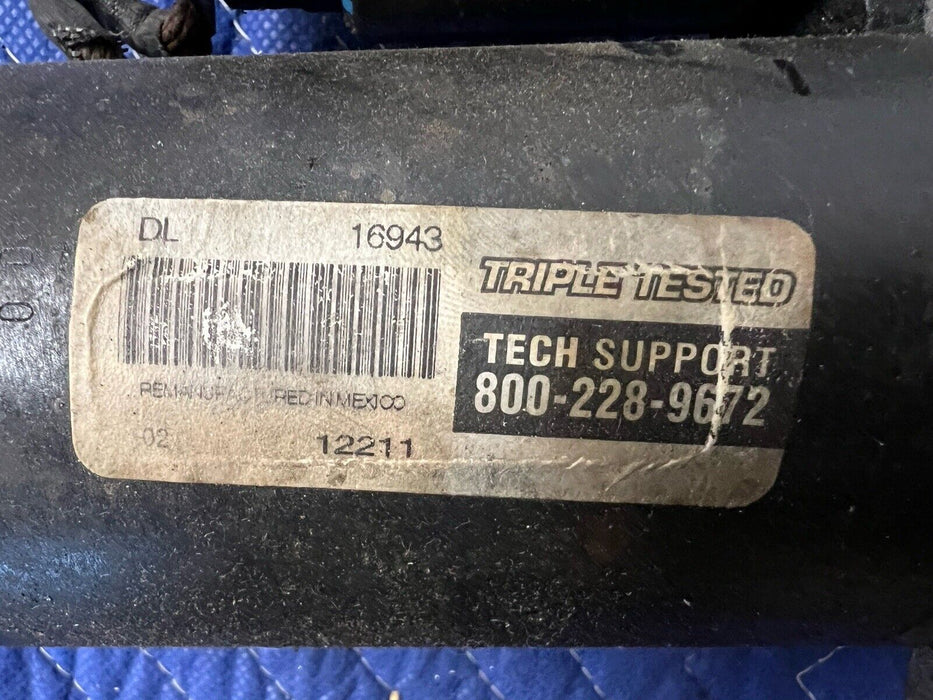 DL 16943
REMANUFACTURED IN MEXICO
02 12211
TRIPLE TESTED
TECH SUPPORT
800-228-9672